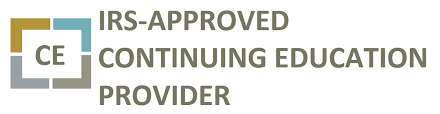 CE
IRS-APPROVED
CONTINUING EDUCATION
PROVIDER